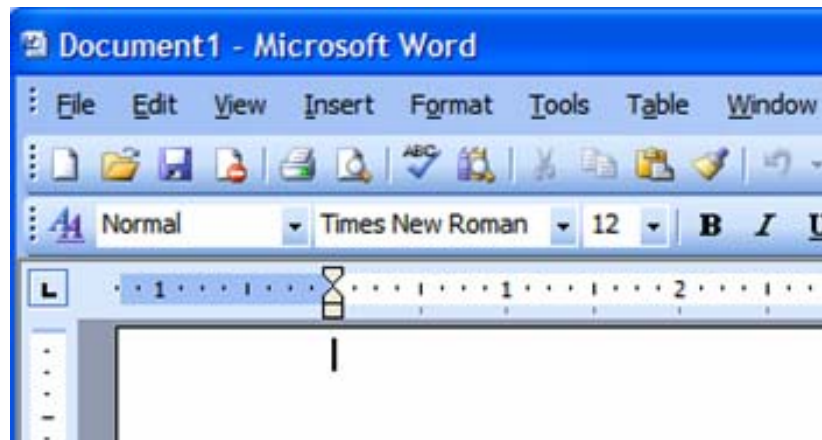 Document1 - Microsoft Word
File Edit View Insert Format Tools Table Window
ABC
Normal Times New Roman 12 B I U
L 1 1 2